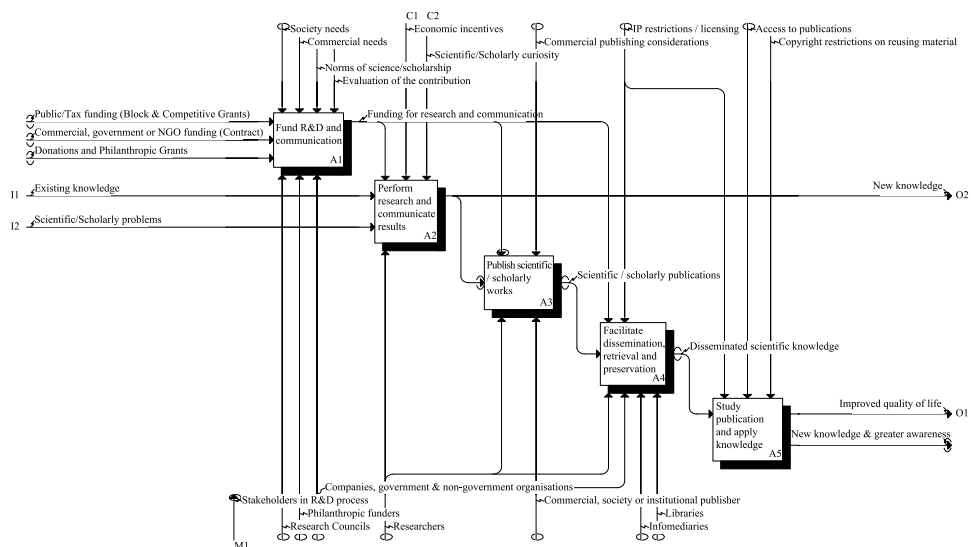 C1 C2
Society needs
Economic incentives
IP restrictions / licensing
Access to publications
Commercial needs
Commercial publishing considerations
Copyright restrictions on reusing material
Scientific/Scholarly curiosity
Norms of science/scholarship
Evaluation of the contribution
Public/Tax funding (Block & Competitive Grants)
Funding for research and communication
Commercial, government or NGO funding (Contract)
Fund R&D and
communication
Donations and Philanthropic Grants
A1
I1 Existing knowledge
New knowledge O2
Perform
research and
communicate
results
A2
I2 Scientific/Scholarly problems
Publish scientific
/ scholarly
works
A3
Scientific / scholarly publications
Facilitate
dissemination,
retrieval and
preservation
A4
Disseminated scientific knowledge
Study
publication
and apply
knowledge
A5
Improved quality of life O1
New knowledge & greater awareness
Companies, government & non-government organisations
Stakeholders in R&D process
Commercial, society or institutional publisher
Philanthropic funders
Libraries
Research Councils
Researchers
Infomediaries
M1